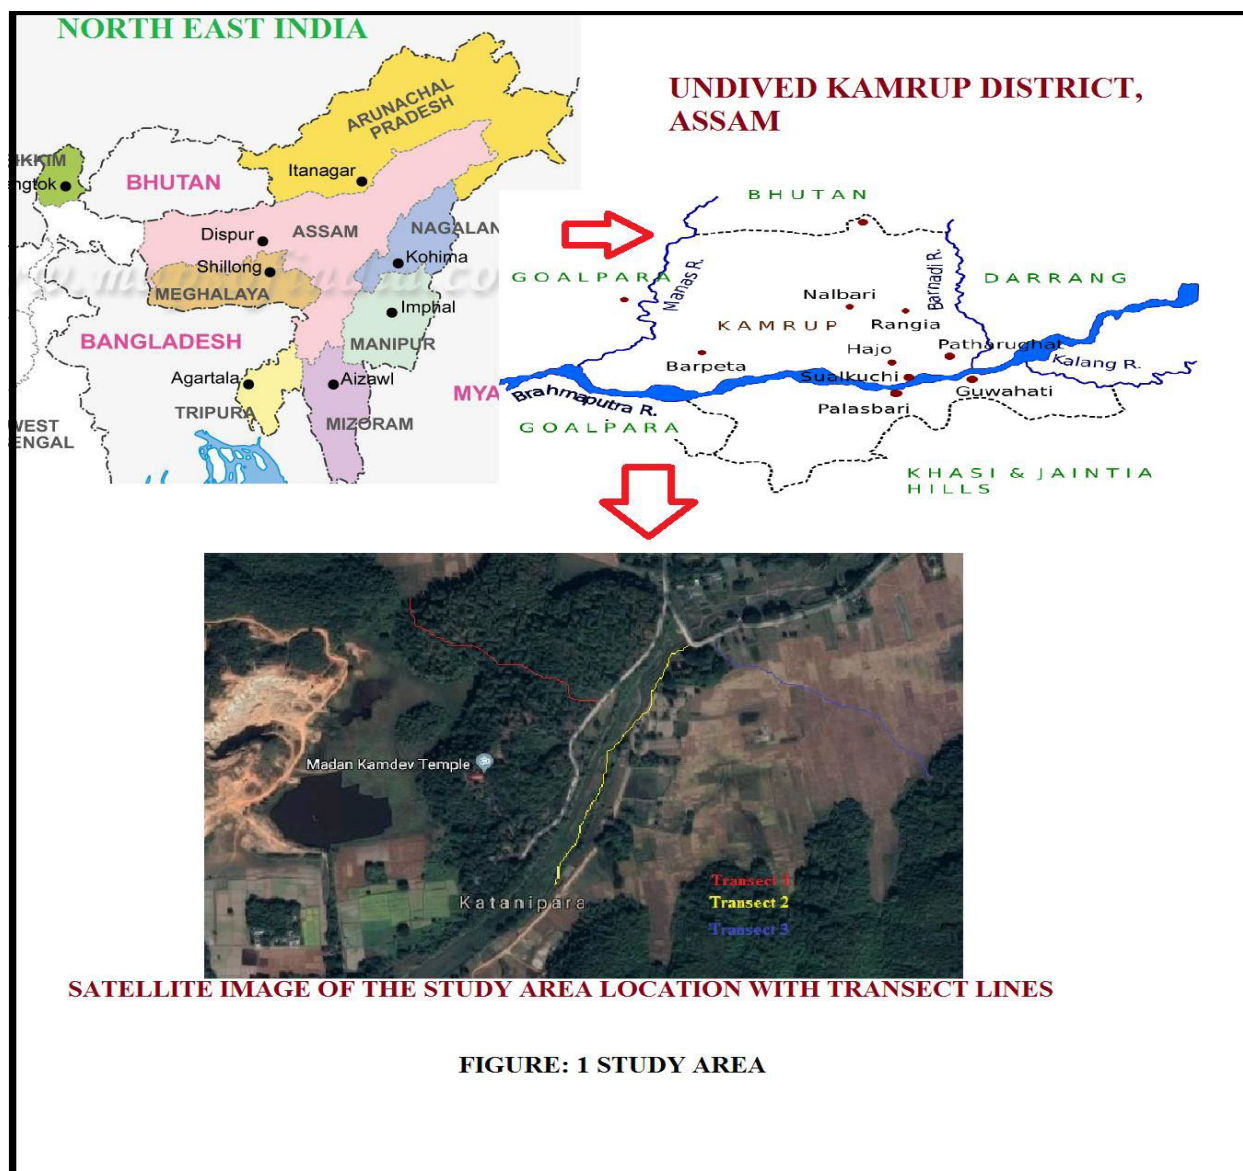 NORTH EAST INDIA
ARUNACHAL
PRADESH
Itanagar
BHUTAN
Dispur
ASSAM
NAGALAN
Kohima
Shillong
MEGHALAYA
Imphal
MANIPUR
BANGLADESH
Agartala
TRIPURA
Aizawl
MIZORAM
MYA
WEST
ENGAL
UNDIVED KAMRUP DISTRICT,
ASSAM
BHUTAN
GOALPARA
Manas R.
Barnadi R.
DARRANG
Nalbari
KAMRUP
Rangia
Hajo
Patharughat
Barpeta
Sualkuchi
Kalang R.
Brahmaputra R.
Palasbari
Guwahati
GOALPARA
KHASI & JAINTIA
HILLS
Madan Kamdev Temple
Katanipara
Transect 1
Transect 2
Transect 3
SATELLITE IMAGE OF THE STUDY AREA LOCATION WITH TRANSECT LINES
FIGURE: 1 STUDY AREA